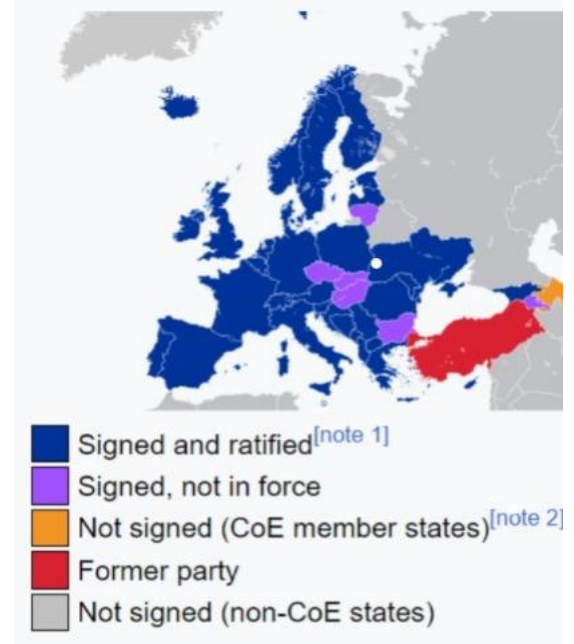 Signed and ratified[note 1]
Signed, not in force
Not signed (CoE member states)[note 2]
Former party
Not signed (non-CoE states)